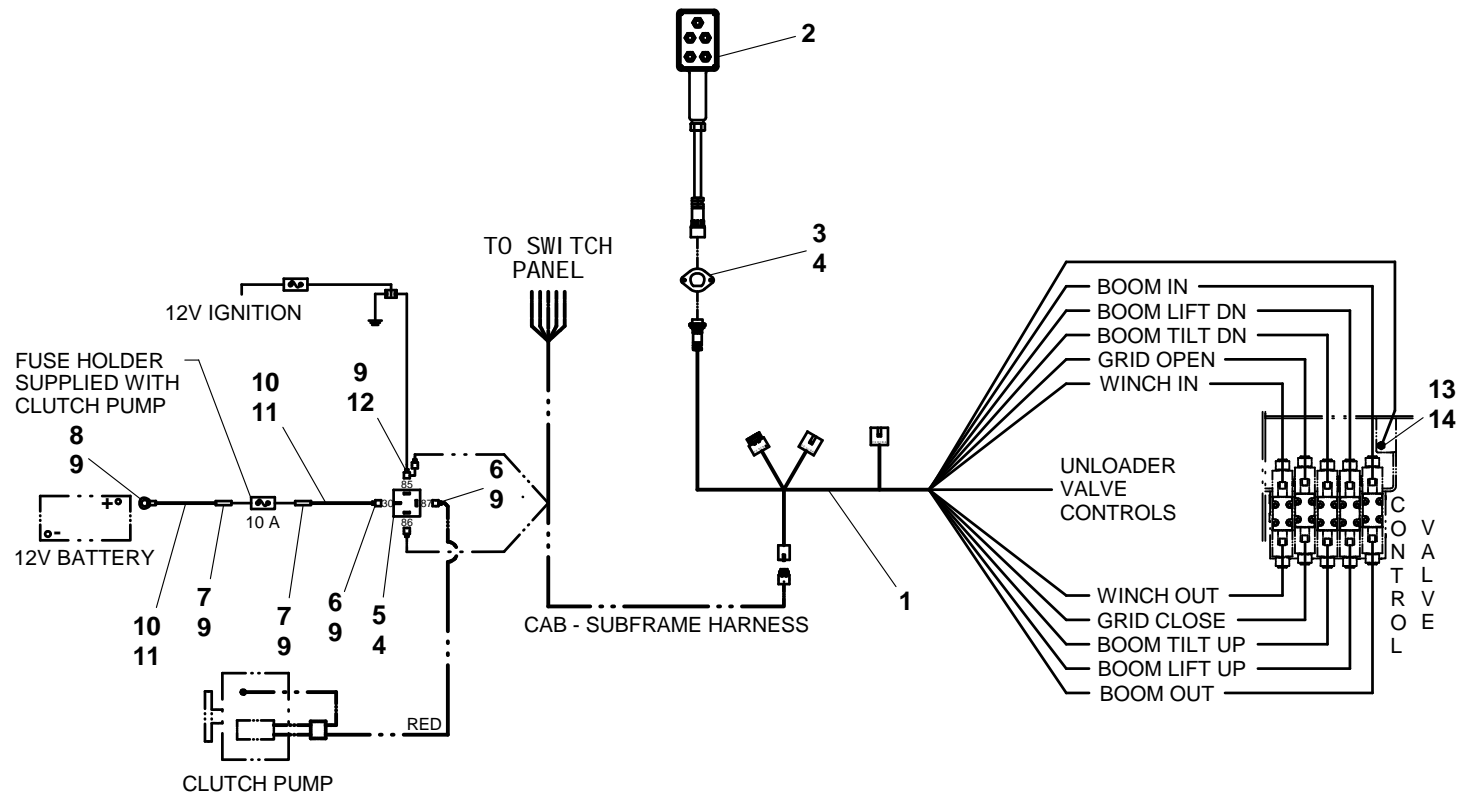 2
3
4
TO SWITCH
PANEL
12V IGNITION
FUSE HOLDER
SUPPLIED WITH
CLUTCH PUMP
8
9
10
11
9
12
85
30
87
86
6
9
10 A
+
-
12V BATTERY
10
11
7
9
7
9
6
9
5
4
CAB - SUBFRAME HARNESS
RED
CLUTCH PUMP
1
BOOM IN
BOOM LIFT DN
BOOM TILT DN
GRID OPEN
WINCH IN
UNLOADER
VALVE
CONTROLS
WINCH OUT
GRID CLOSE
BOOM TILT UP
BOOM LIFT UP
BOOM OUT
13
14
CONTROL
VALVE